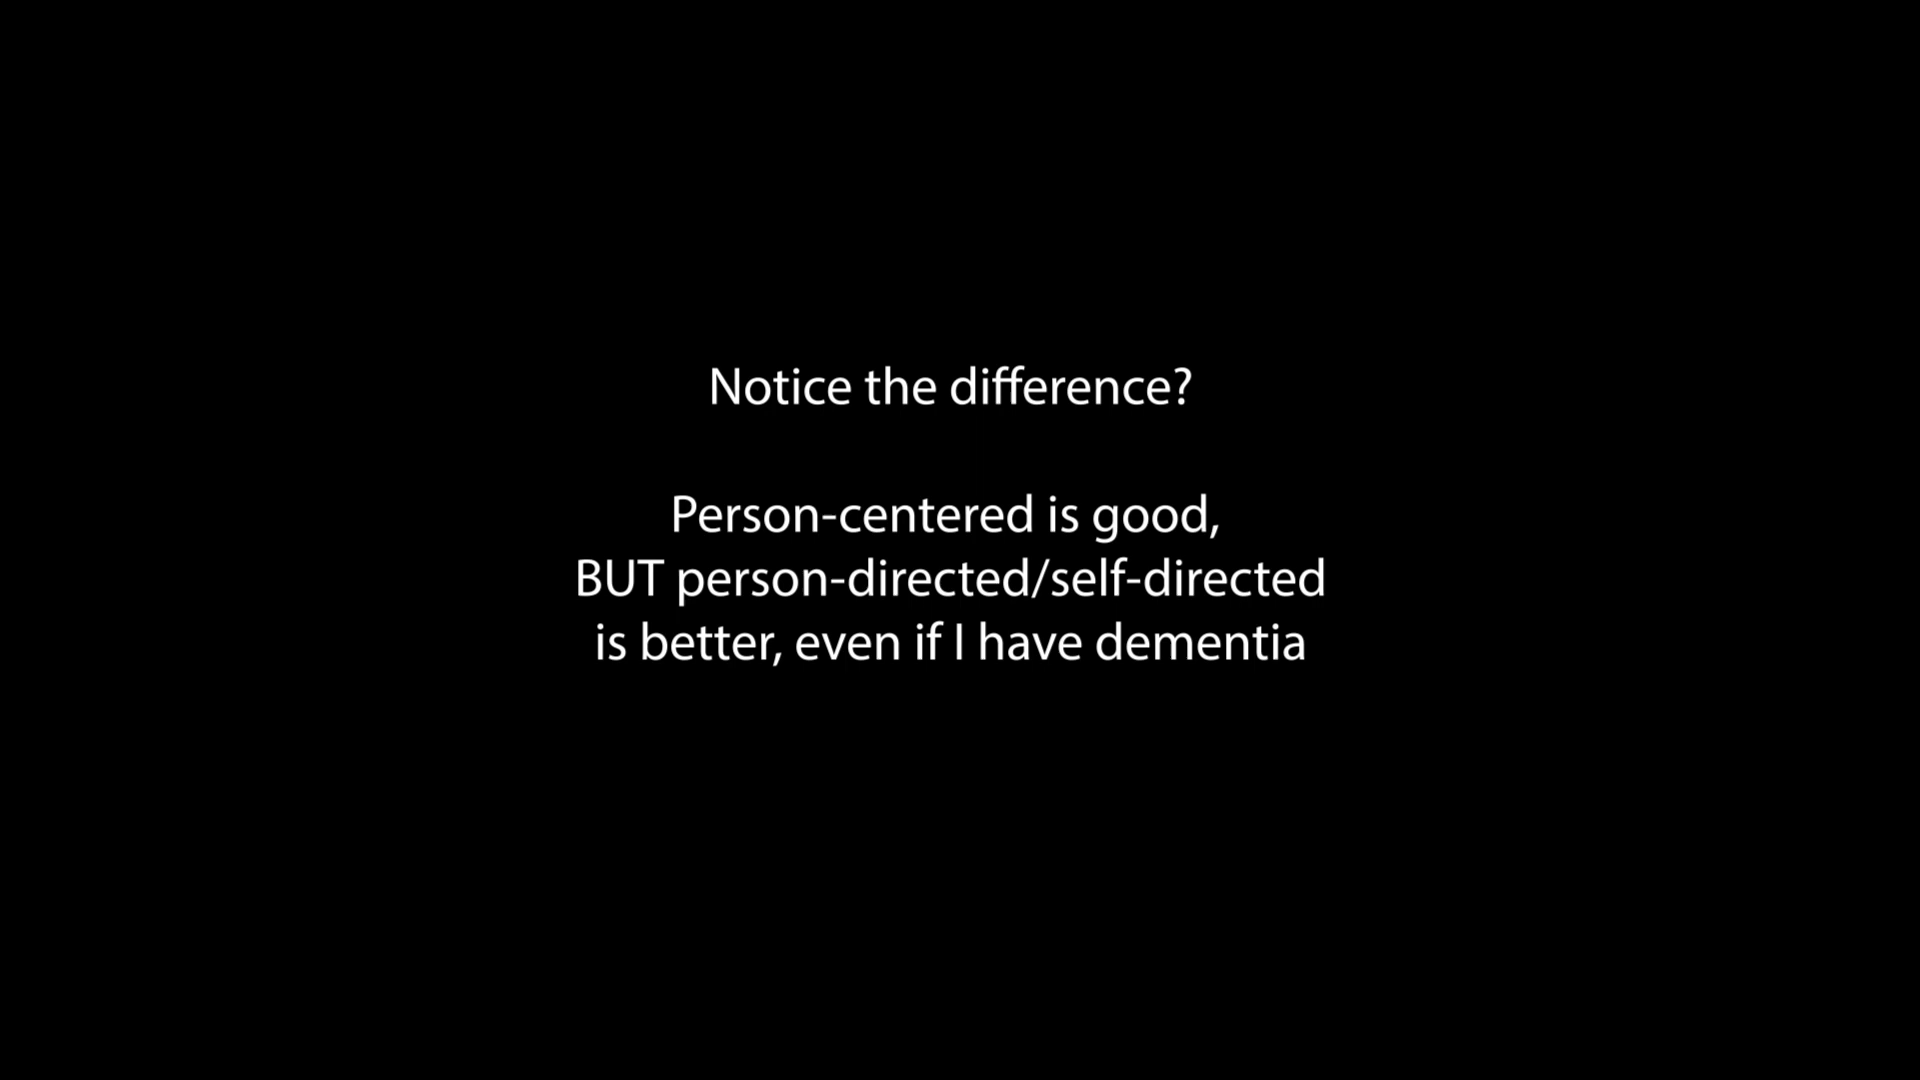 Notice the difference?
Person-centered is good,
BUT person-directed/self-directed
is better, even if I have dementia